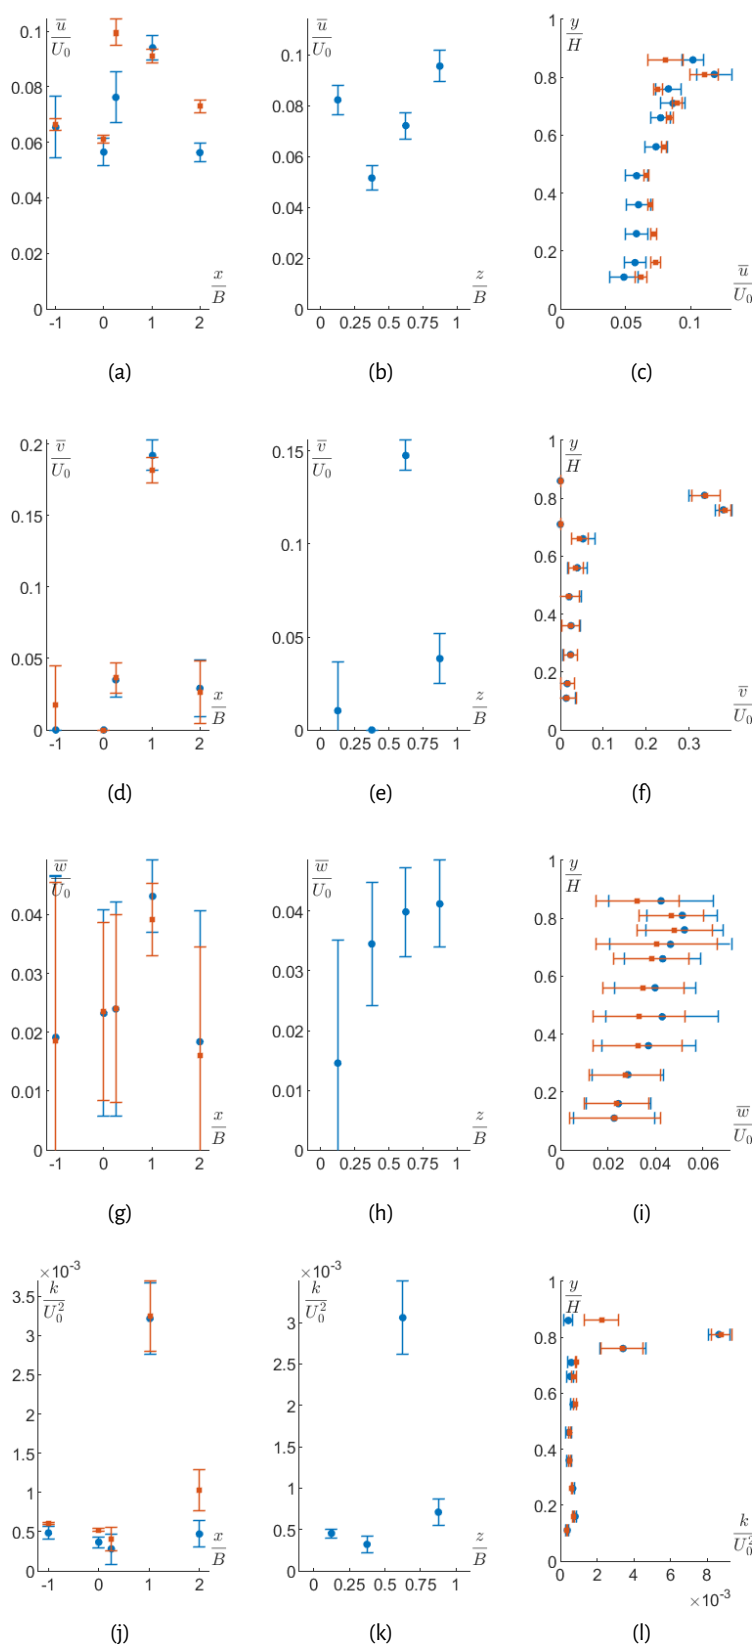 u̅/U₀ u̅/U₀ y/H
0.1 0.1 1
0.08 0.08 0.8
0.06 0.06 0.6
0.04 0.04 0.4
0.02 0.02 0.2
x/B z/B u̅/U₀
0 0 0
-1 0 1 2 0 0.25 0.5 0.75 1 0 0.05 0.1
(a) (b) (c)
v̅/U₀ v̅/U₀ y/H
0.2 0.15 1
0.15 0.1 0.8
0.1 0.05 0.6
0.05 0.4
0.2
x/B z/B v̅/U₀
0 0 0
-1 0 1 2 0 0.25 0.5 0.75 1 0 0.1 0.2 0.3
(d) (e) (f)
w̅/U₀ w̅/U₀ y/H
0.04 0.04 1
0.03 0.03 0.8
0.02 0.02 0.6
0.01 0.01 0.4
0.2
x/B z/B w̅/U₀
0 0 0
-1 0 1 2 0 0.25 0.5 0.75 1 0 0.02 0.04 0.06
(g) (h) (i)
×10⁻³ ×10⁻³
k/U₀² k/U₀² y/H
3.5 3 1
3 2.5 0.8
2.5 2 0.6
2 1.5 0.4
1.5 1 0.2
1 0.5
0.5
x/B z/B k/U₀²
0 0 0
-1 0 1 2 0 0.25 0.5 0.75 1 0 2 4 6 8
×10⁻³
(j) (k) (l)